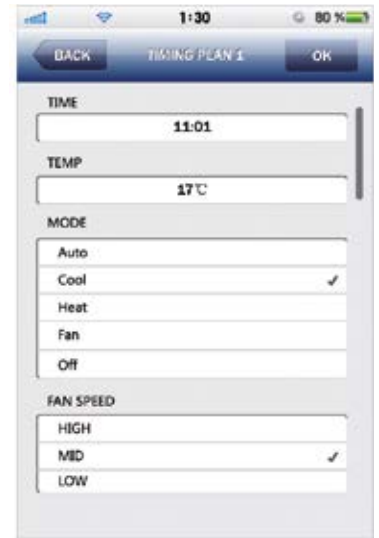 1:30 80 %
BACK TIMING PLAN 1 OK
TIME
11:01
TEMP
17℃
MODE
Auto
Cool ✓
Heat
Fan
Off
FAN SPEED
HIGH
MID ✓
LOW